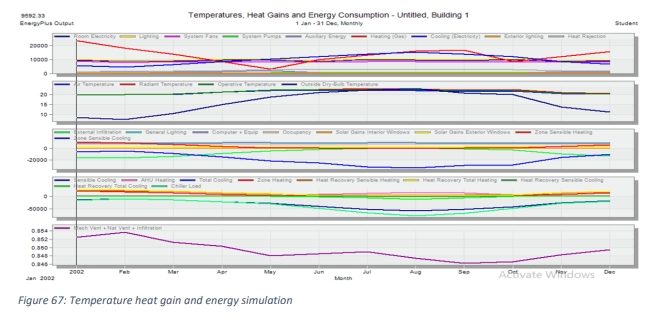 9592.33
Temperatures, Heat Gains and Energy Consumption - Untitled, Building 1
EnergyPlus Output
1 Jan - 31 Dec. Monthly
Student
Room Electricity Lighting System Fans System Pumps Auxiliary Energy Heating (Gas) Cooling (Electricity) Exterior lighting Heat Rejection
20000
10000
0
Air Temperature Radiant Temperature Operative Temperature Outside Dry-Bulb Temperature
20
15
10
External Infiltration General Lighting Computer + Equip Occupancy Solar Gains Interior Windows Solar Gains Exterior Windows Zone Sensible Heating
Zone Sensible Cooling
0
-20000
Sensible Cooling AHU Heating Total Cooling Zone Heating Heat Recovery Sensible Heating Heat Recovery Total Heating Heat Recovery Sensible Cooling
Heat Recovery Total Cooling Chiller Load
0
-50000
Mech Vent + Nat Vent + Infiltration
0.854
0.852
0.850
0.848
0.846
2002 Feb Mar Apr May Jun Jul Aug Sep Oct Nov Dec
Jan 2002
Month
Activate Windows
Figure 67: Temperature heat gain and energy simulation